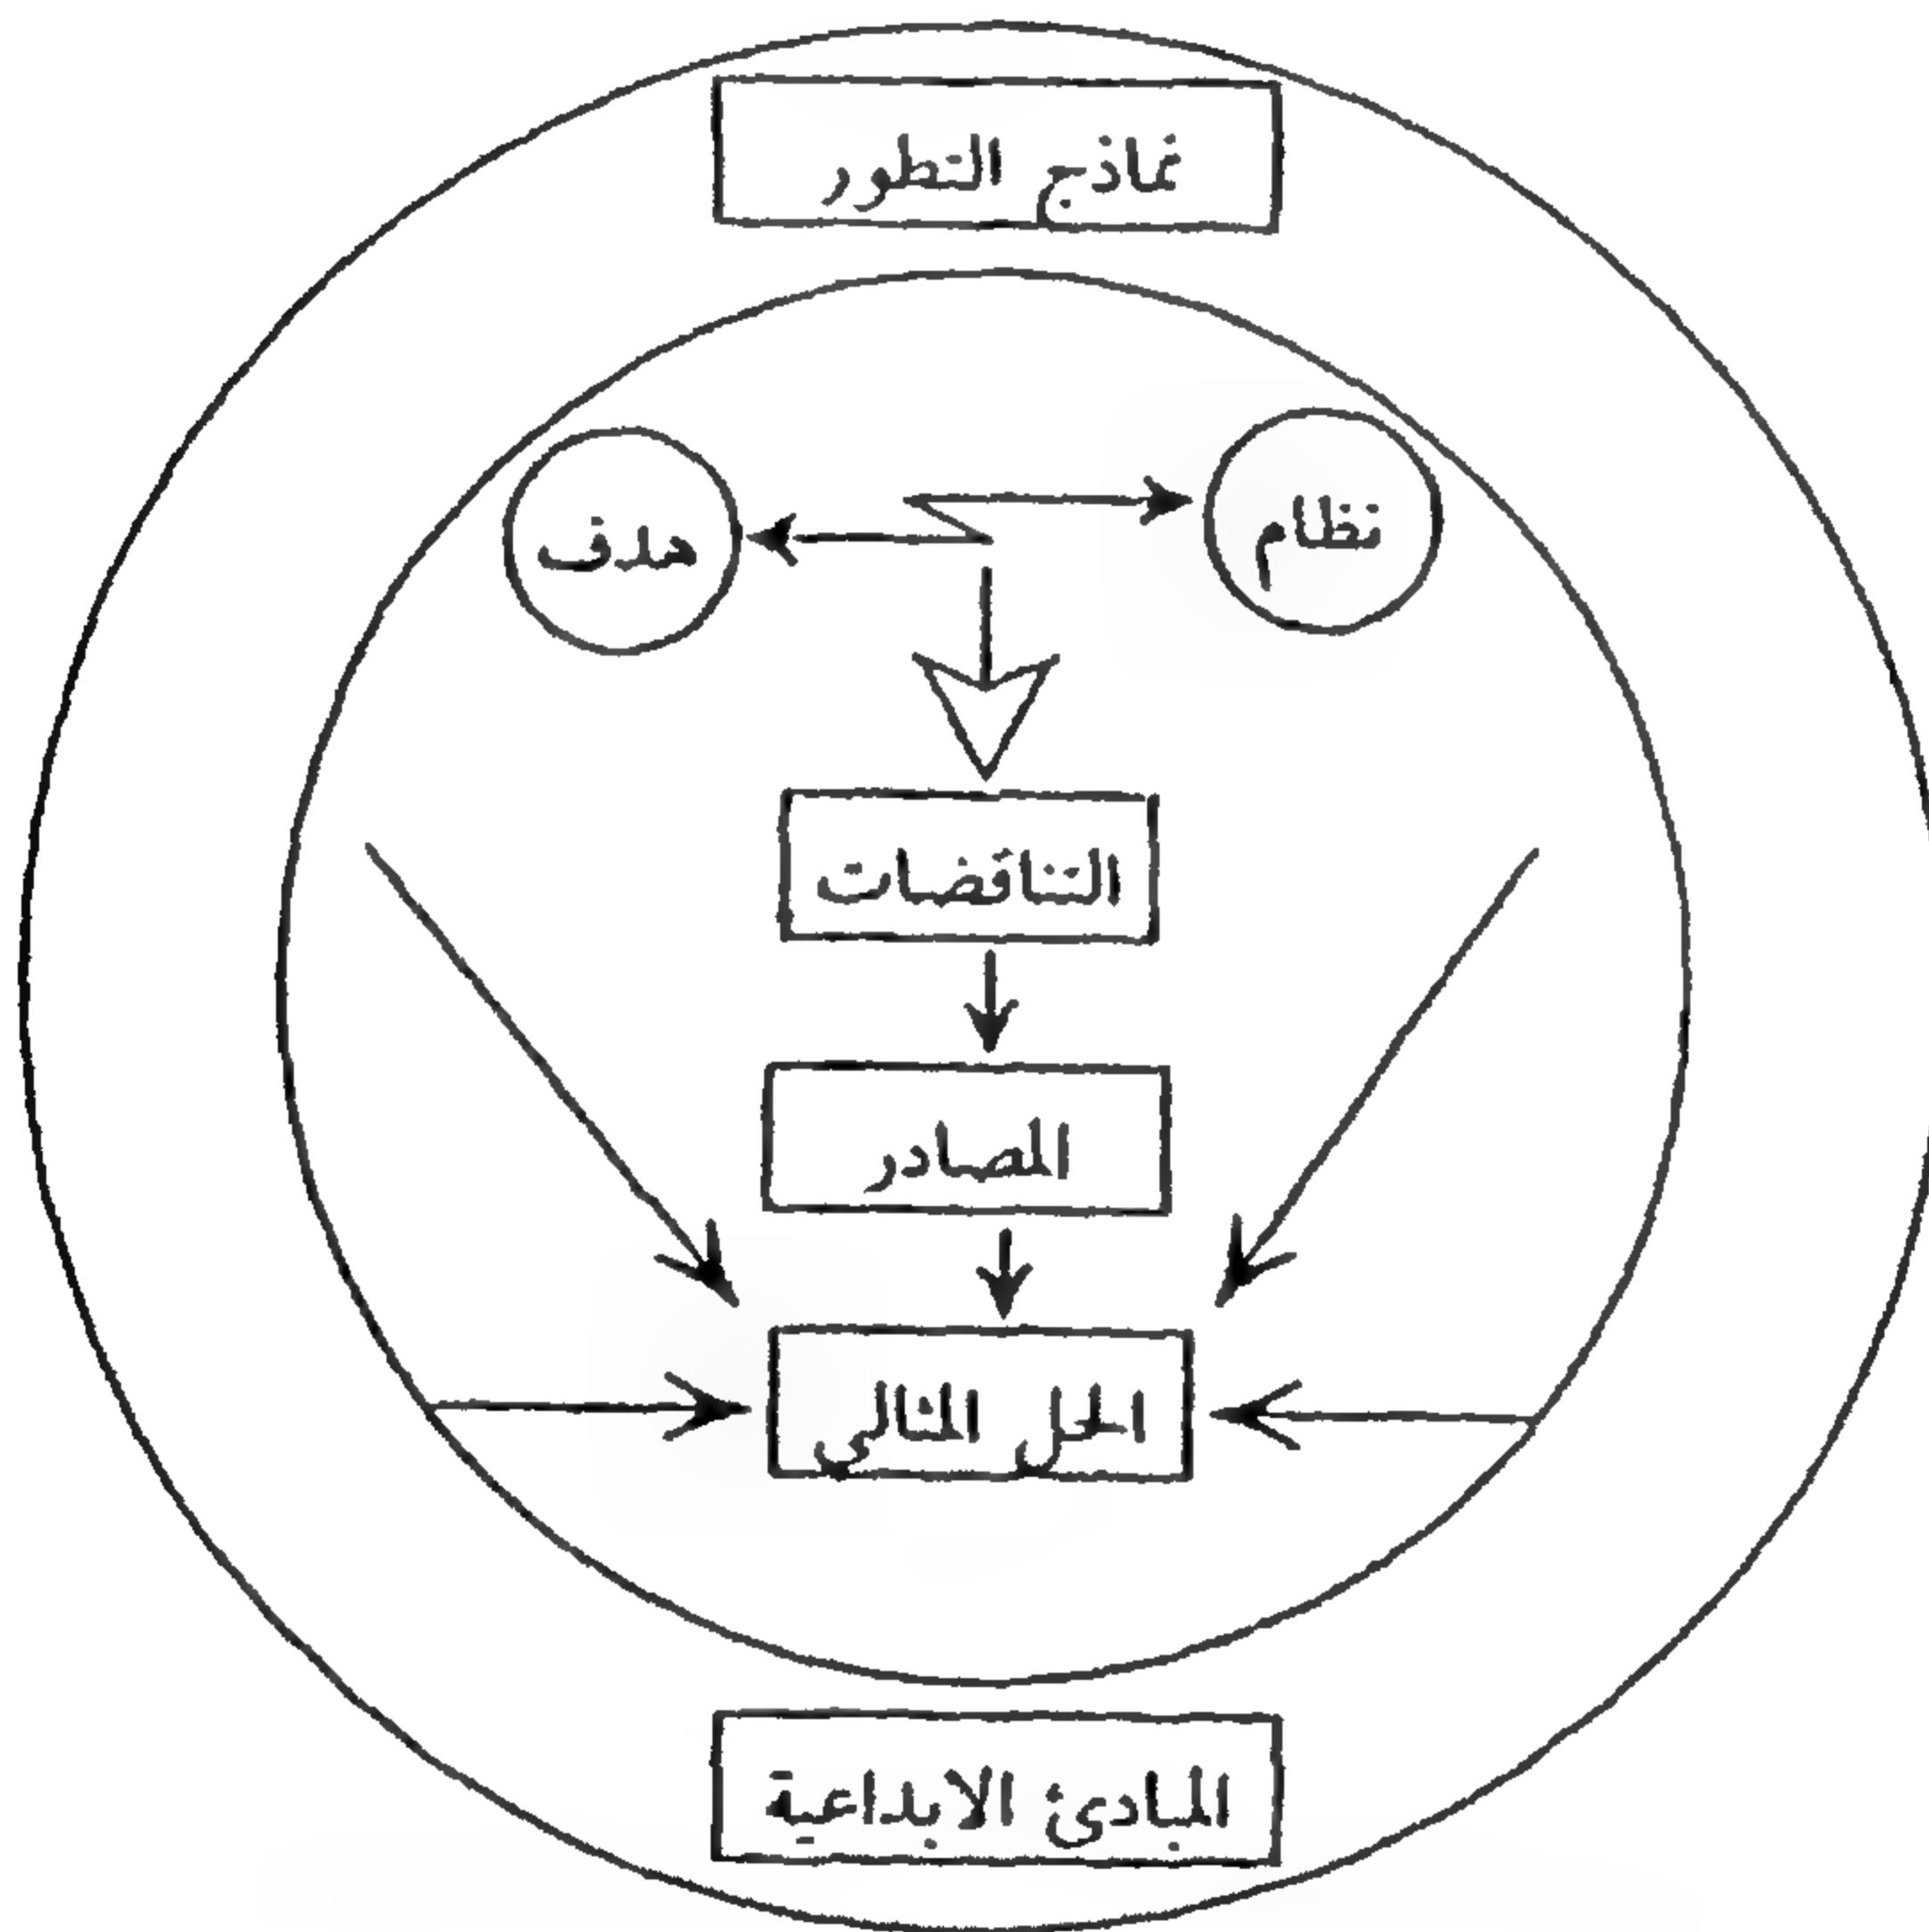 نماذج التطور
نظام
هدف
التناقضات
المصادر
الحل المثالي
المبادئ الابداعية